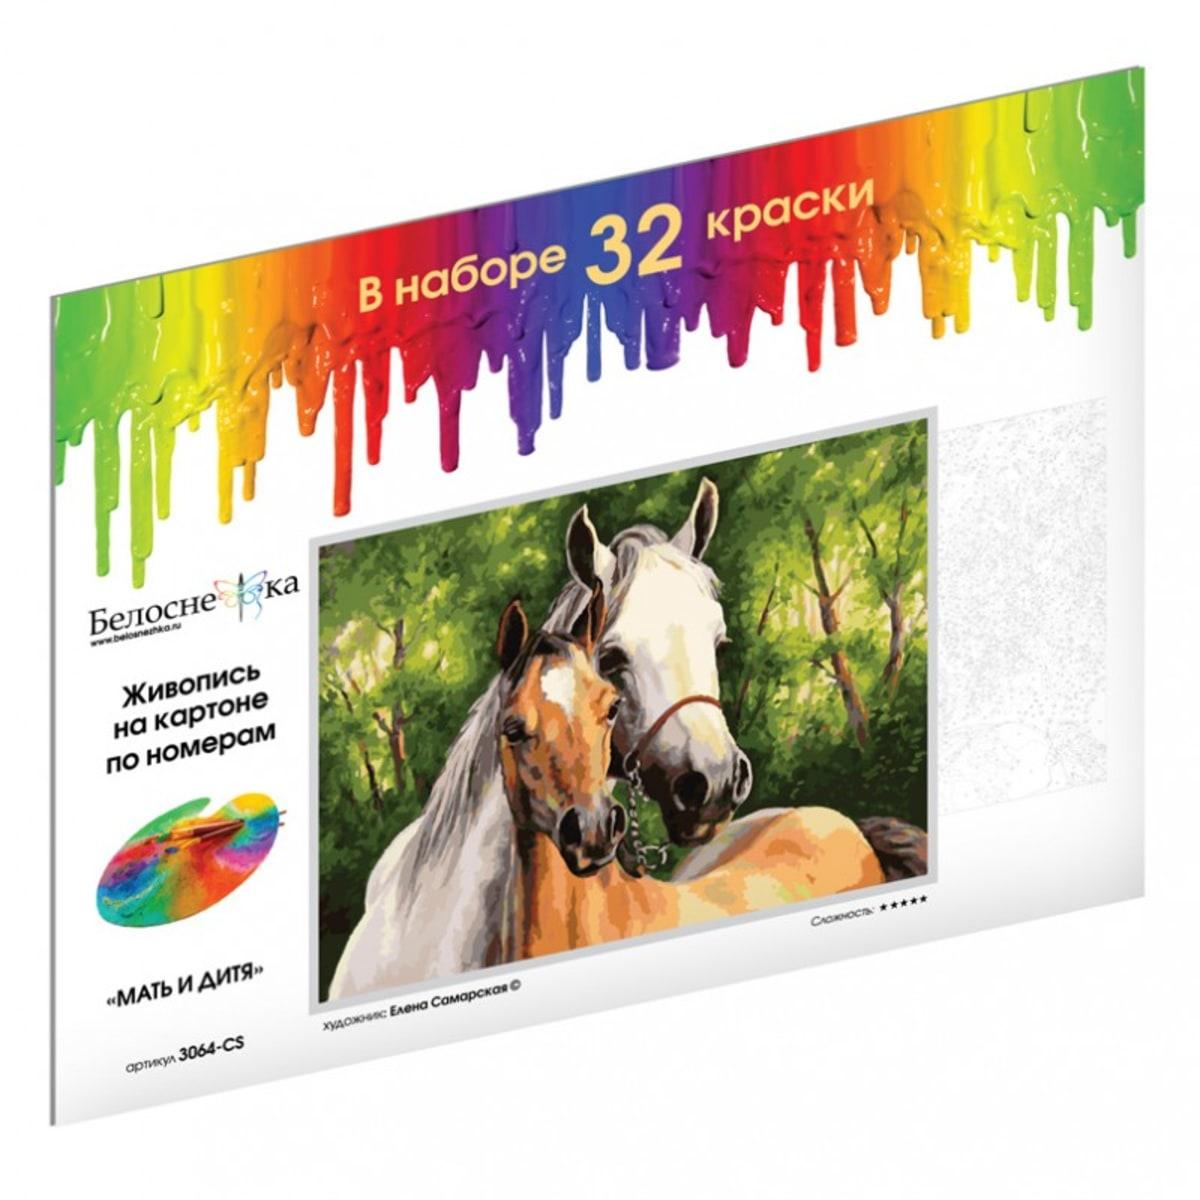 В наборе 32 краски
Белоснежка
www.belosnezhka.ru
Живопись
на картоне
по номерам
«МАТЬ И ДИТЯ»
артикул 3064-CS
художник: Елена Самарская ©
Сложность: ★★★★★